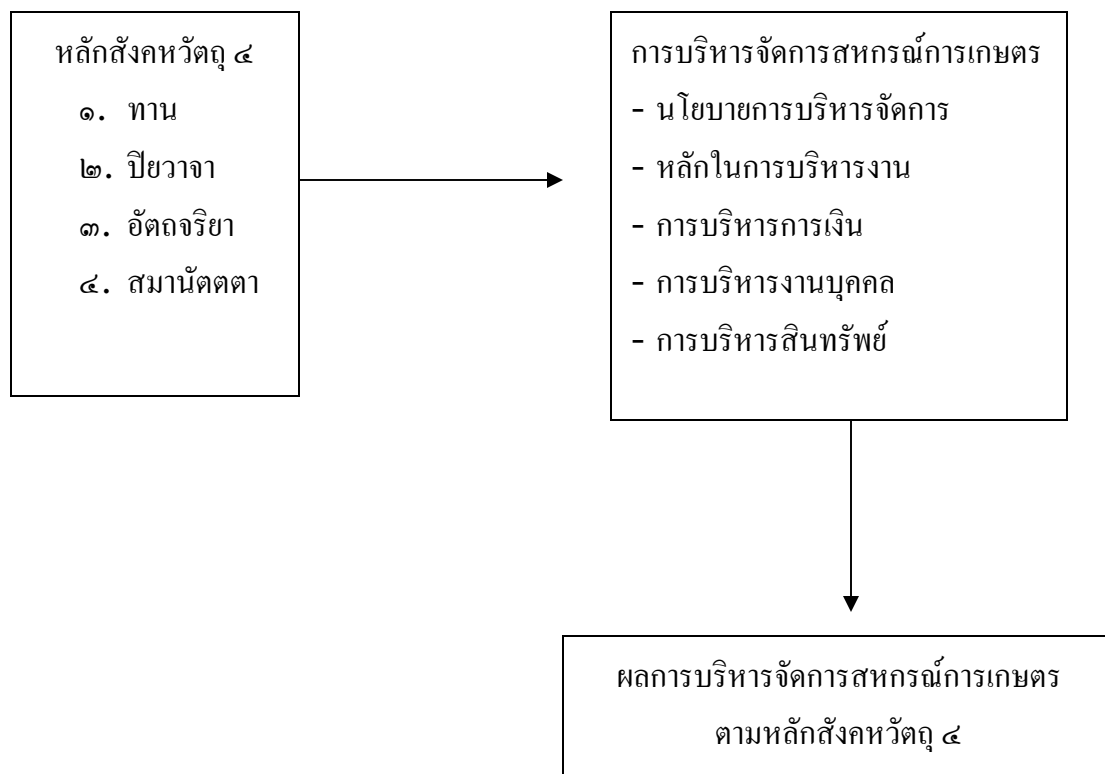 หลักสังคหวัตถุ ๔
๑. ทาน
๒. ปิยวาจา
๓. อัตถจริยา
๔. สมานัตตตา
การบริหารจัดการสหกรณ์การเกษตร
- นโยบายการบริหารจัดการ
- หลักในการบริหารงาน
- การบริหารการเงิน
- การบริหารงานบุคคล
- การบริหารสินทรัพย์
ผลการบริหารจัดการสหกรณ์การเกษตร
ตามหลักสังคหวัตถุ ๔